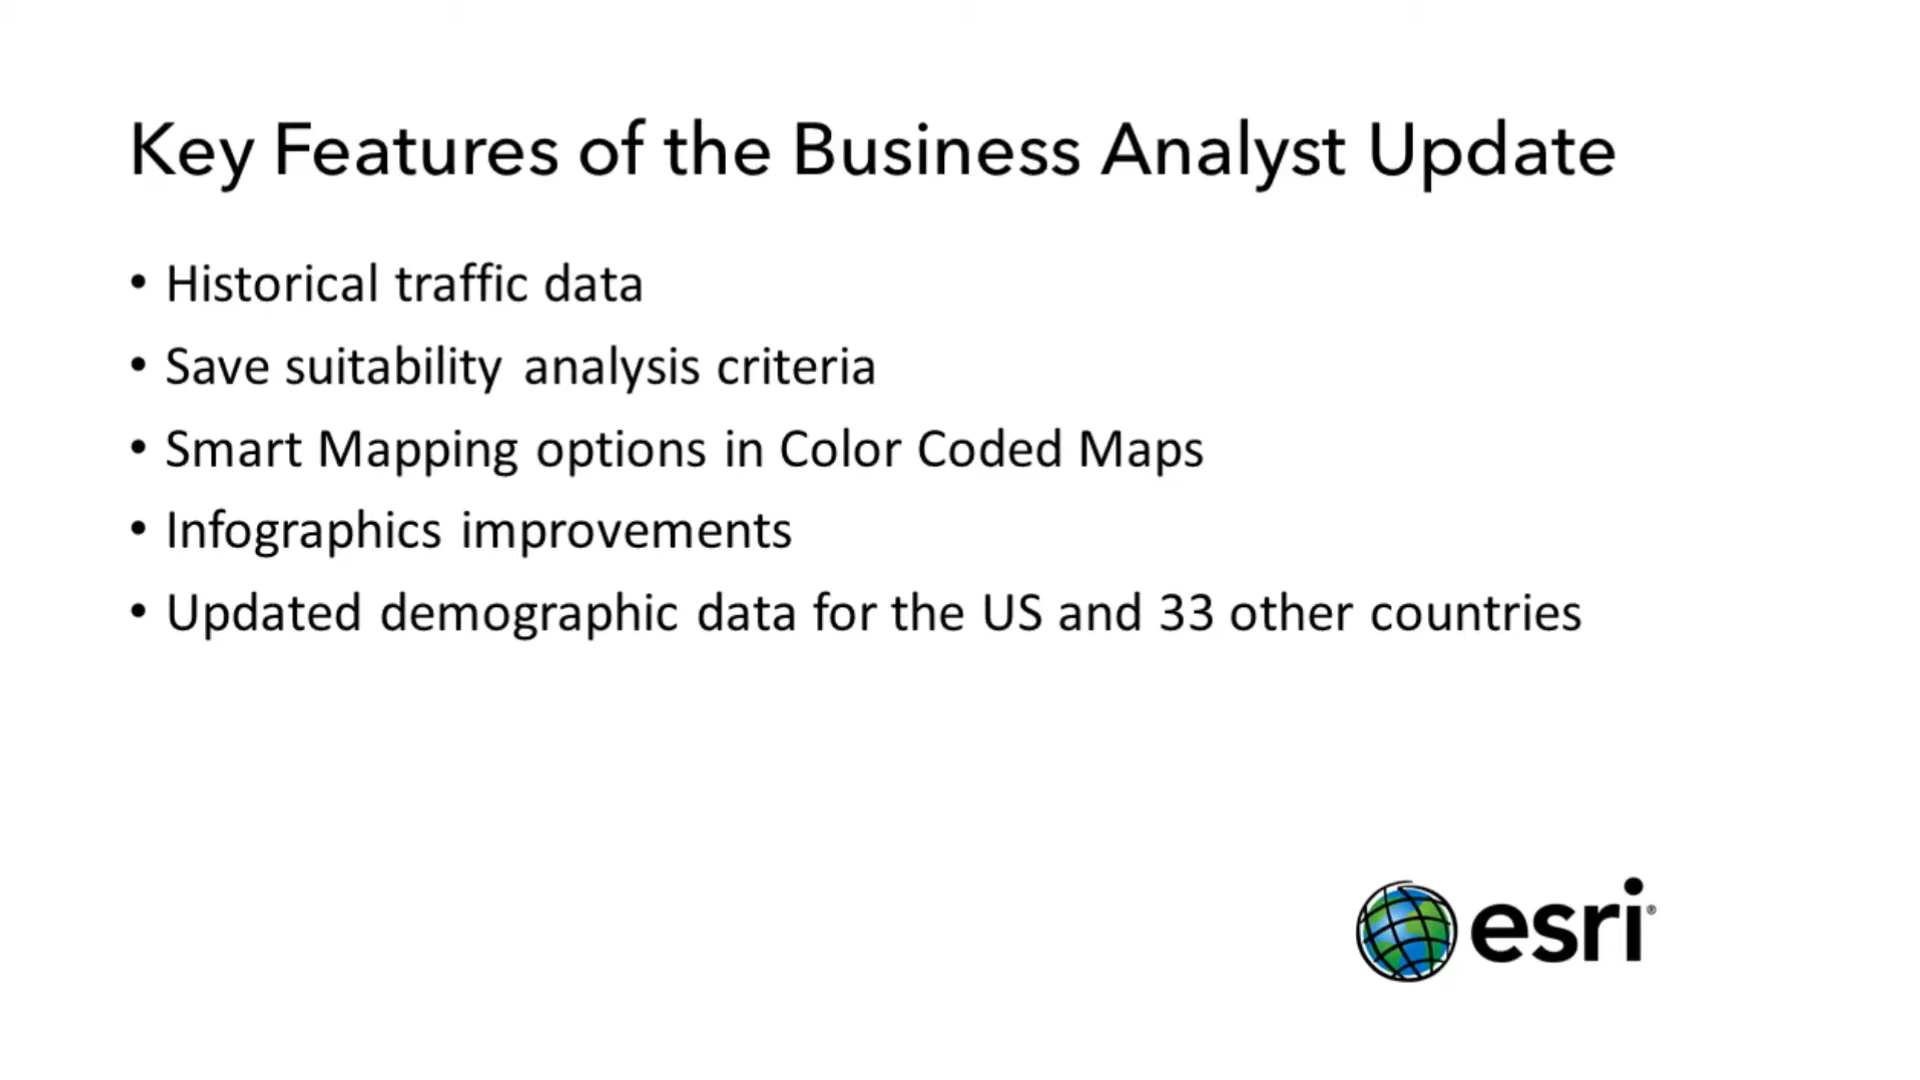 Key Features of the Business Analyst Update
• Historical traffic data
• Save suitability analysis criteria
• Smart Mapping options in Color Coded Maps
• Infographics improvements
• Updated demographic data for the US and 33 other countries
esri®